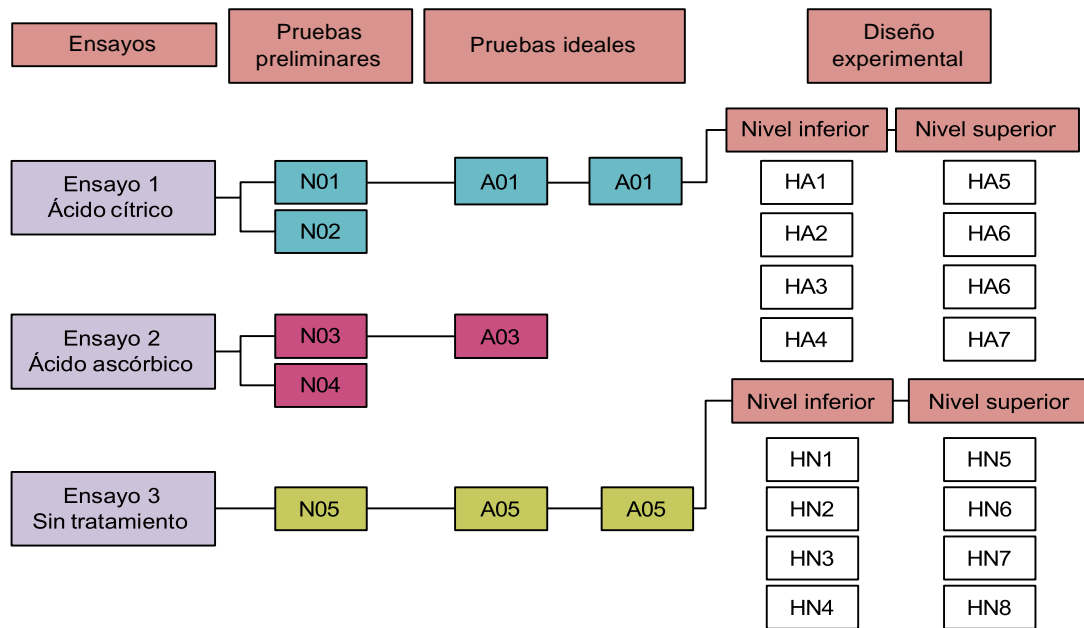 Ensayos
Pruebas
preliminares
Pruebas ideales
Diseño
experimental
Nivel inferior
Nivel superior
Ensayo 1
Ácido cítrico
N01
A01
A01
HA1
HA5
N02
HA2
HA6
HA3
HA6
Ensayo 2
Ácido ascórbico
N03
A03
HA4
HA7
N04
Nivel inferior
Nivel superior
HN1
HN5
Ensayo 3
Sin tratamiento
N05
A05
A05
HN2
HN6
HN3
HN7
HN4
HN8